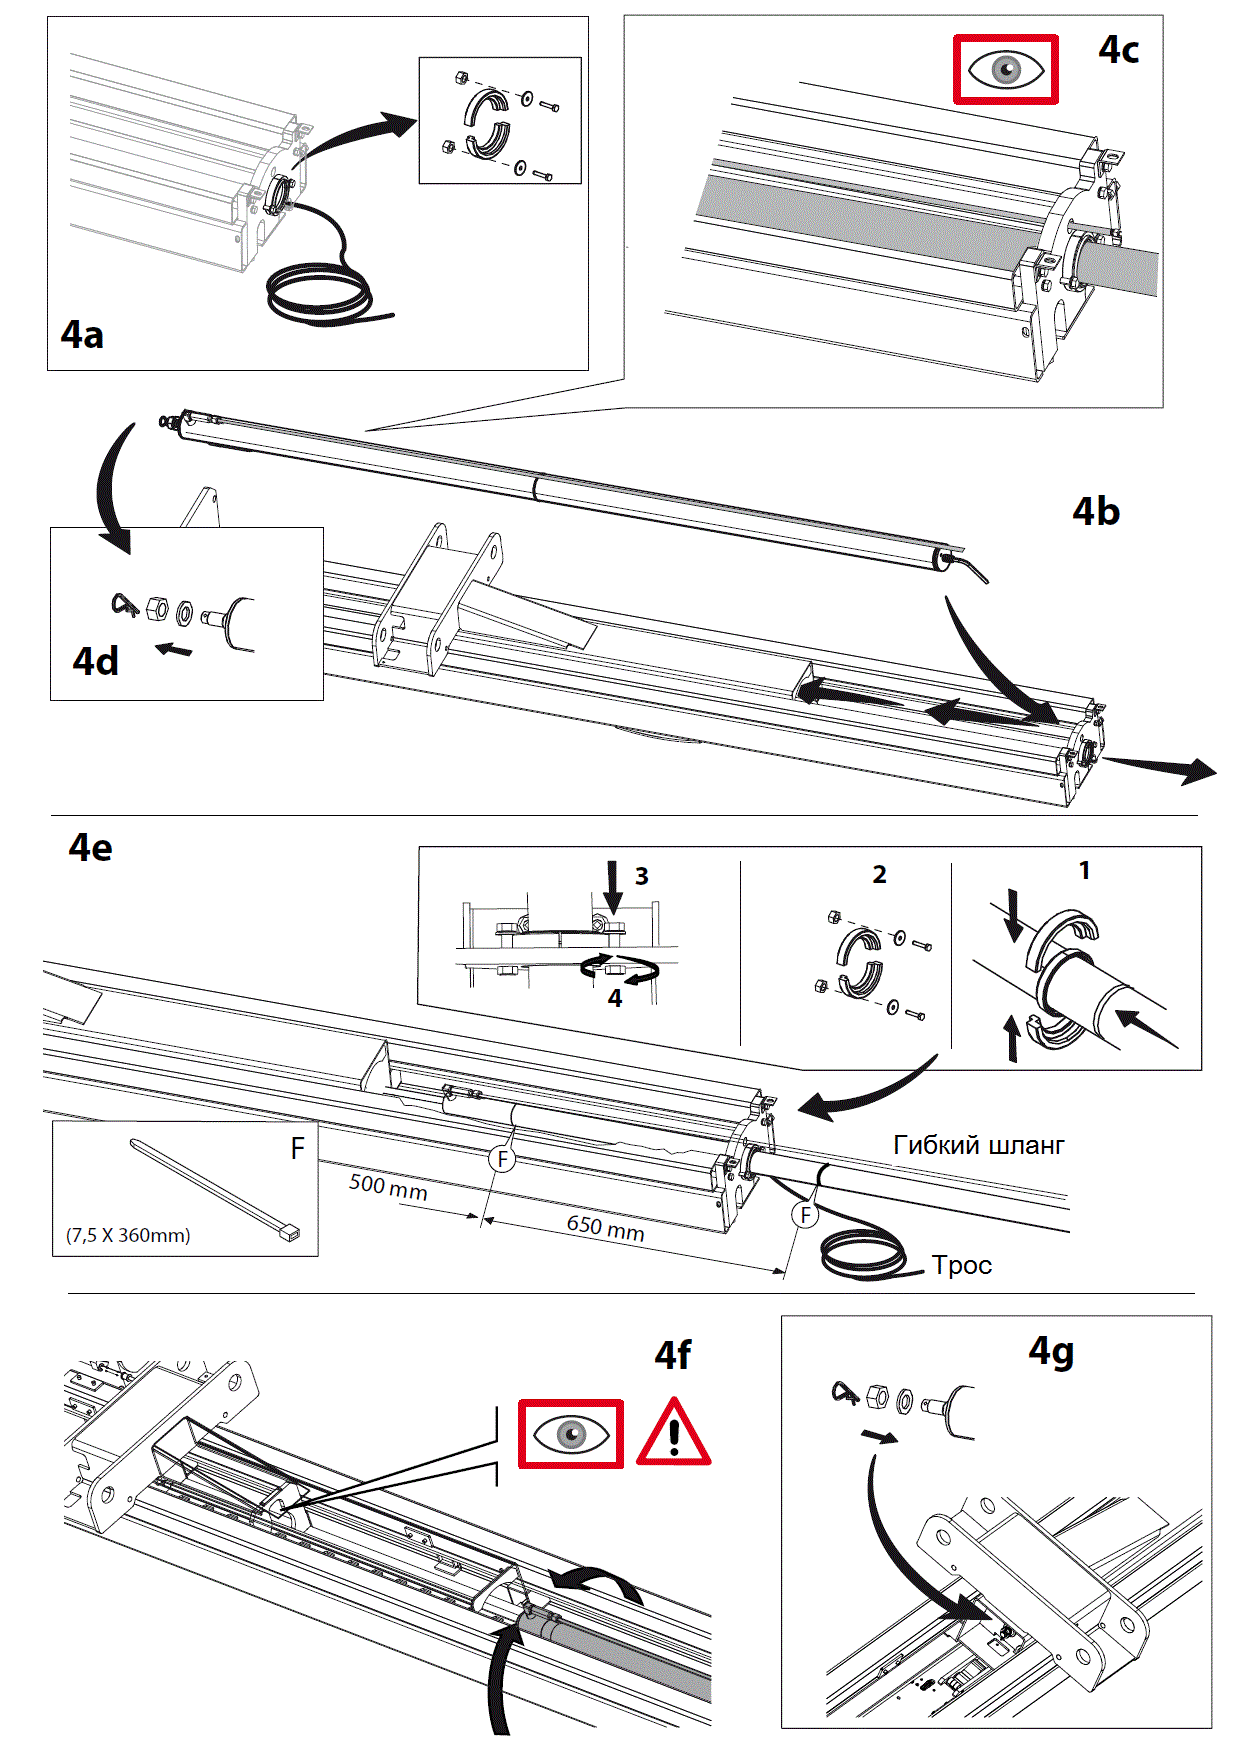 4a
4c
4b
4d
4e
3
4
2
1
F
(7,5 X 360mm)
500 mm
F
650 mm
F
Гибкий шланг
Трос
4f
4g